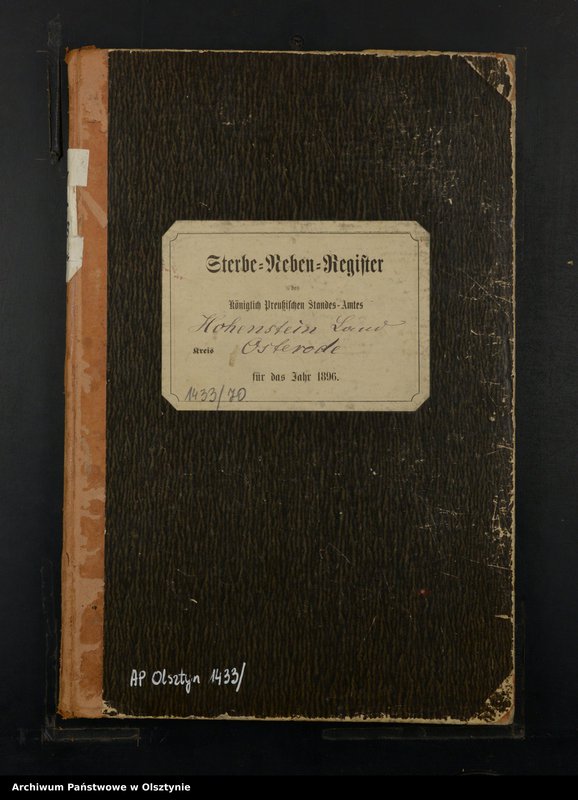 Sterbe-Neben-Register
des
Königlich Preußischen Standes-Amtes
Hohenstein Land
Kreis Osterode
für das Jahr 1896.
1433/70
AP Olsztyn 1433/
Archiwum Państwowe w Olsztynie